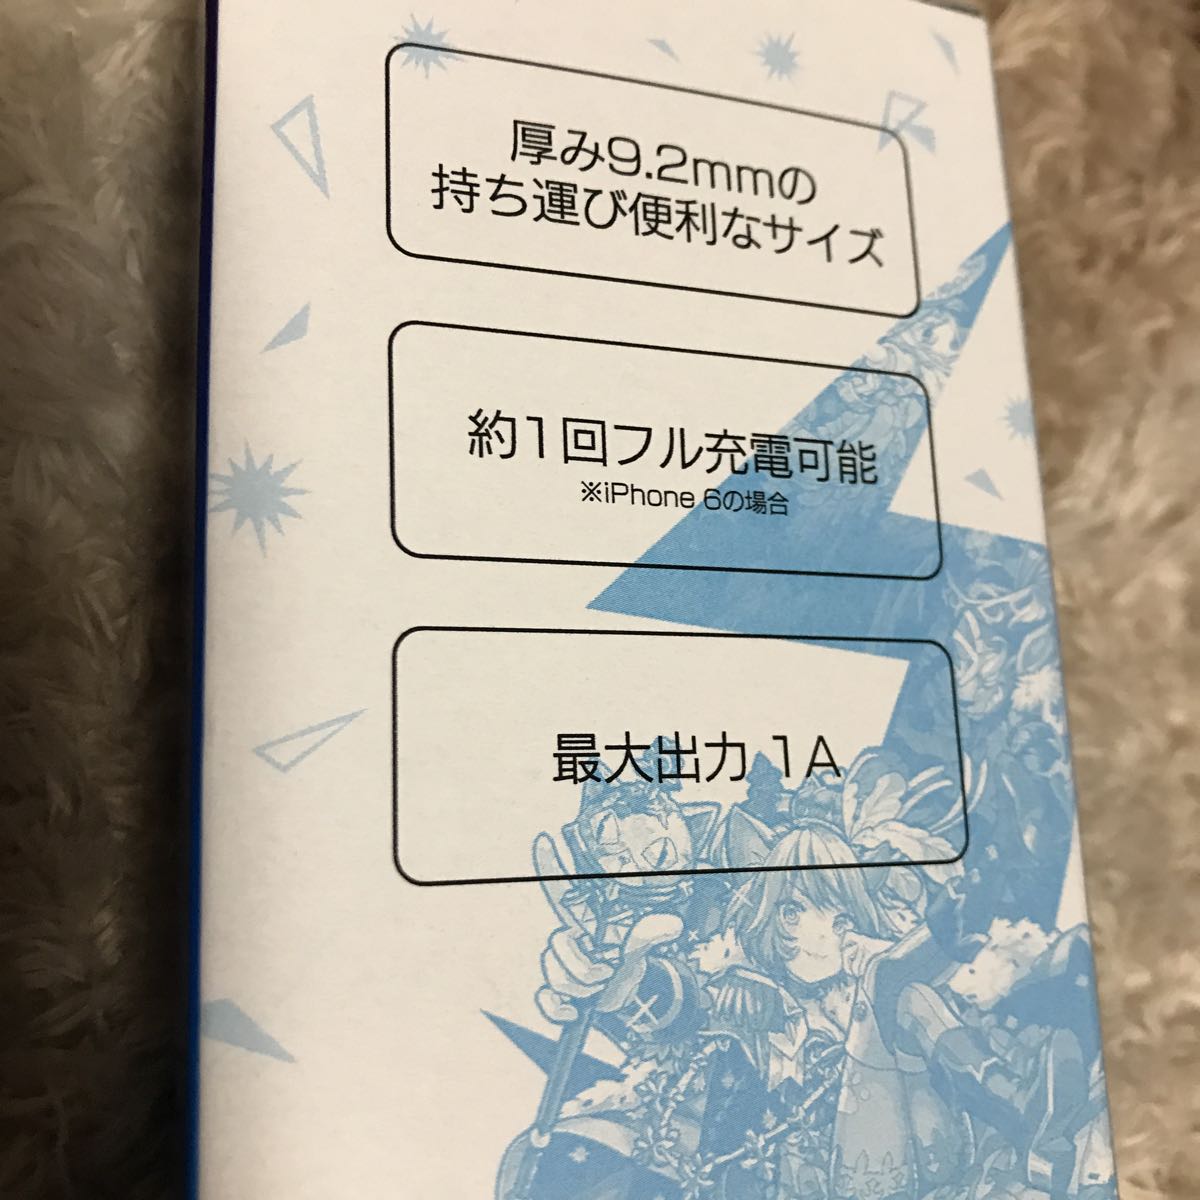 厚み9.2mmの
持ち運び便利なサイズ
約1回フル充電可能
※iPhone 6の場合
最大出力 1A